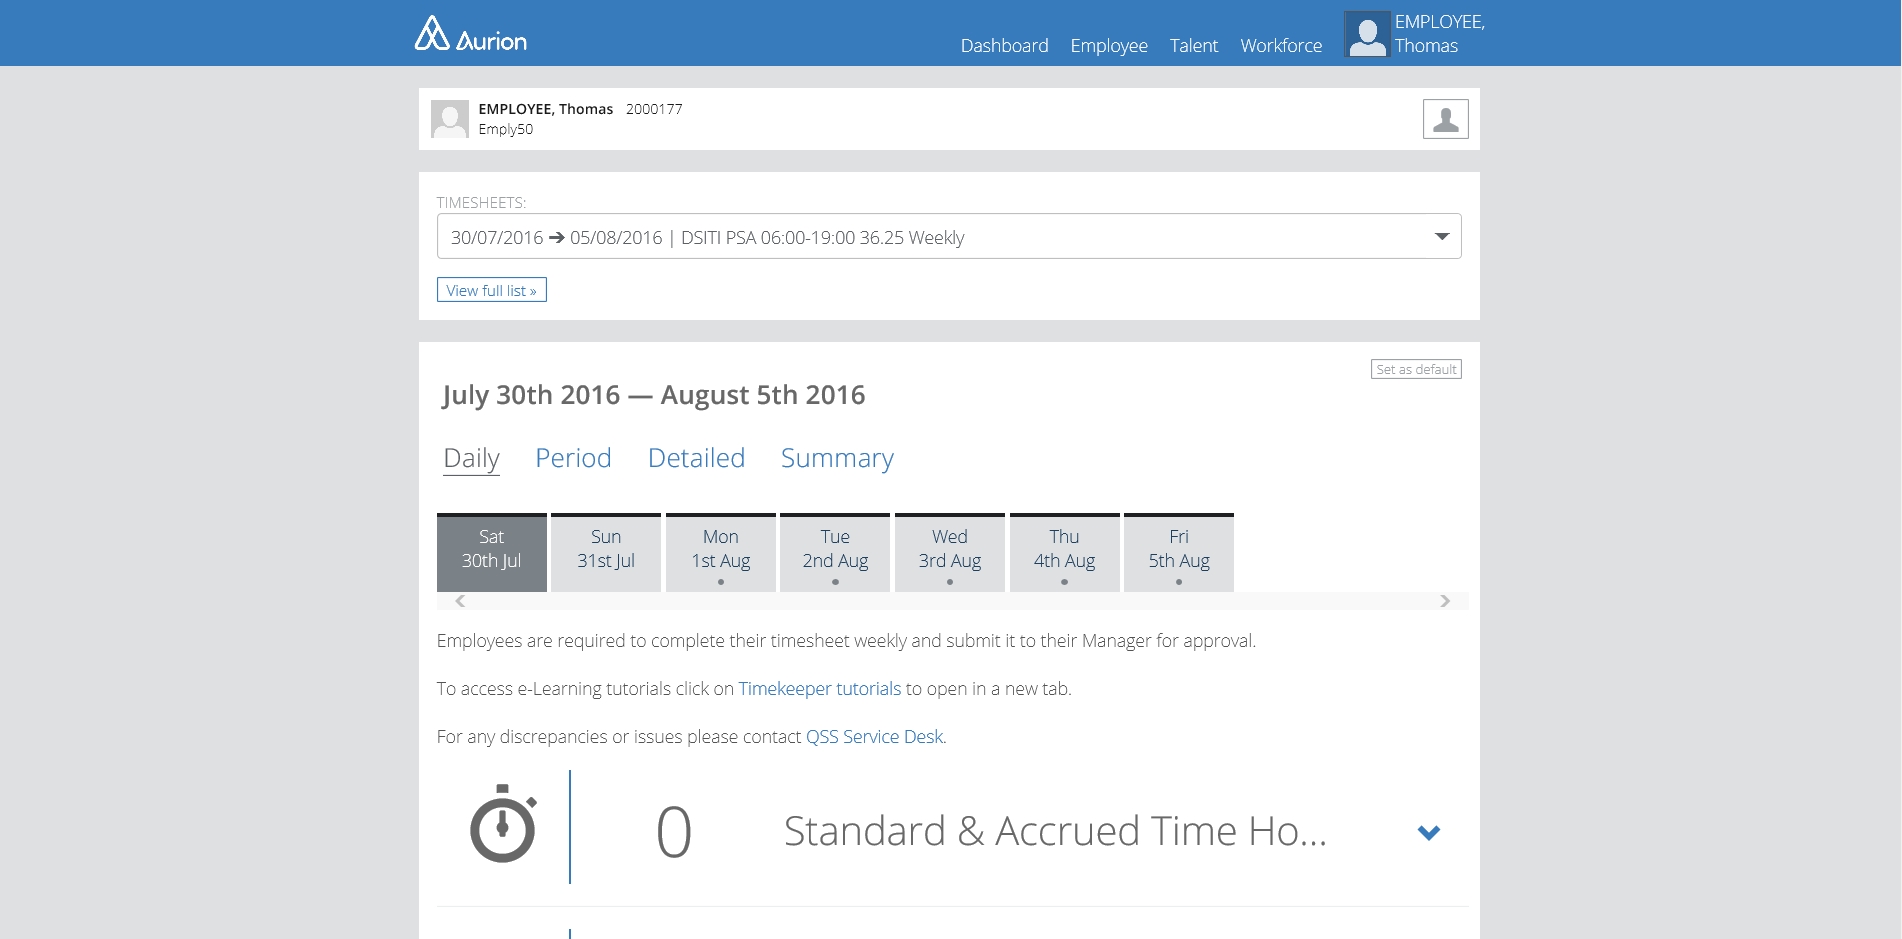 Aurion
Dashboard Employee Talent Workforce
EMPLOYEE,
Thomas
EMPLOYEE, Thomas 2000177
Emply50
TIMESHEETS:
30/07/2016 ➔ 05/08/2016 | DSITI PSA 06:00-19:00 36.25 Weekly
View full list »
Set as default
July 30th 2016 — August 5th 2016
Daily Period Detailed Summary
Sat Sun Mon Tue Wed Thu Fri
30th Jul 31st Jul 1st Aug 2nd Aug 3rd Aug 4th Aug 5th Aug
Employees are required to complete their timesheet weekly and submit it to their Manager for approval.
To access e-Learning tutorials click on Timekeeper tutorials to open in a new tab.
For any discrepancies or issues please contact QSS Service Desk.
0 Standard & Accrued Time Ho...